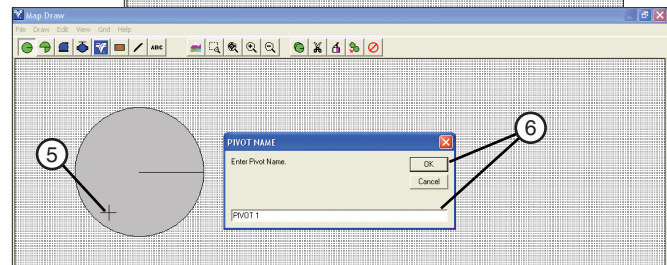 Map Draw
File Draw Edit View Grid Help
ABC
5
PIVOT NAME
Enter Pivot Name.
OK
Cancel
PIVOT 1
6